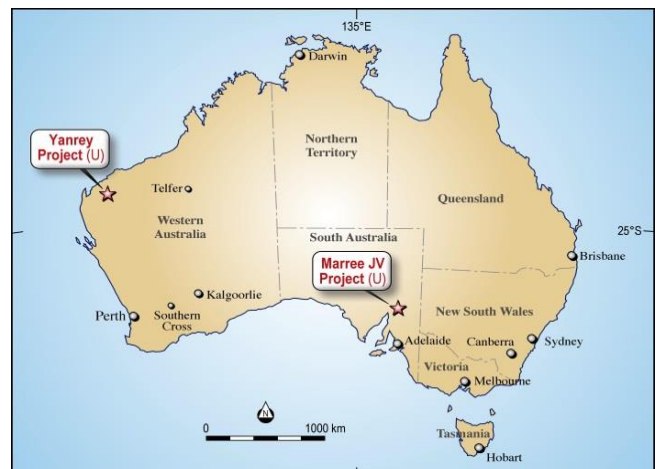 135°E
Darwin
Northern
Territory
Yanrey
Project (U)
Telfer
Queensland
Western
Australia
South Australia
25°S
Brisbane
Marree JV
Project (U)
Kalgoorlie
New South Wales
Perth
Southern
Cross
Adelaide
Canberra
Sydney
Victoria
Melbourne
N
0
1000 km
Tasmania
Hobart